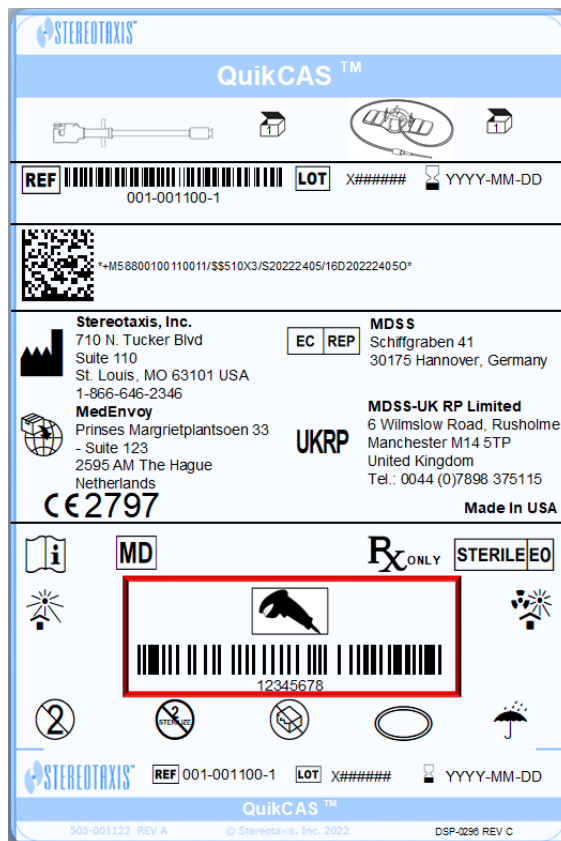 STEREOTAXIS™
QuikCAS ™
1
1
REF LOT X###### YYYY-MM-DD
001-001100-1
*+M58800100110011/$$510X3/S20222405/16D20222405O*
Stereotaxis, Inc.
710 N. Tucker Blvd
Suite 110
St. Louis, MO 63101 USA
1-866-646-2346
EC REP
MDSS
Schiffgraben 41
30175 Hannover, Germany
MedEnvoy
Prinses Margrietplantsoen 33
- Suite 123
2595 AM The Hague
Netherlands
UKRP
MDSS-UK RP Limited
6 Wilmslow Road, Rusholme
Manchester M14 5TP
United Kingdom
Tel.: 0044 (0)7898 375115
CE2797
Made In USA
i MD Rx ONLY STERILE EO
12345678
2
2
STERILIZE
STEREOTAXIS™ REF 001-001100-1 LOT X###### YYYY-MM-DD
QuikCAS ™
505-001122 REV A © Stereotaxis, Inc. 2022 DSP-0296 REV C